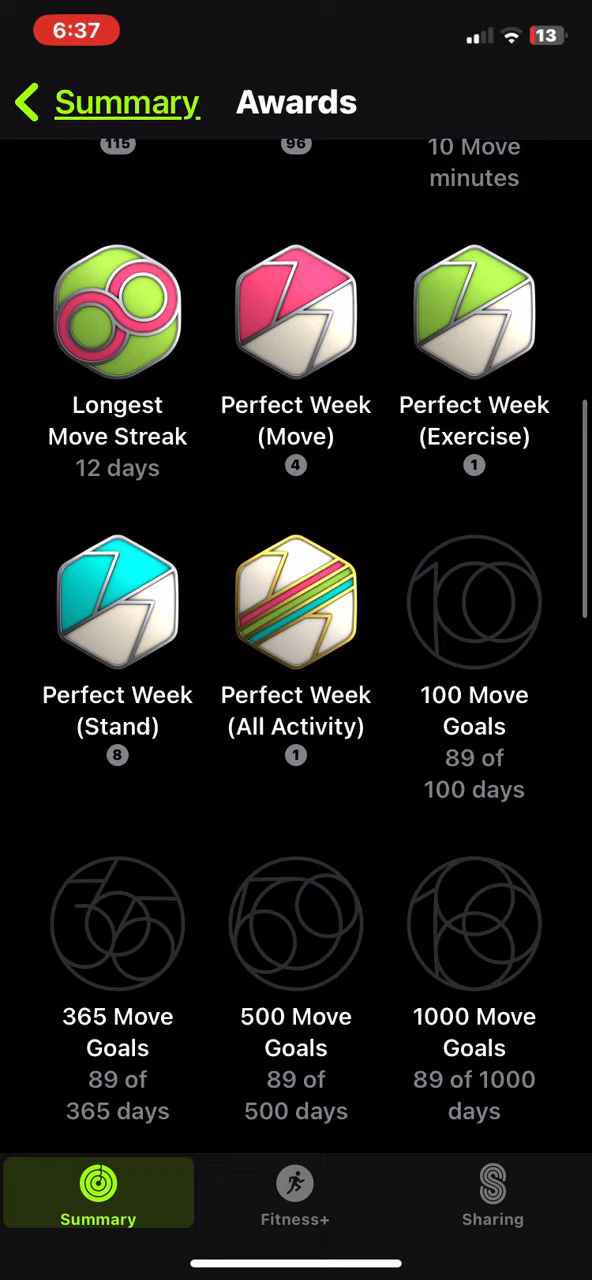 6:37
13
Summary
Awards
115
96
10 Move
minutes
Longest
Move Streak
12 days
Perfect Week
(Move)
4
Perfect Week
(Exercise)
1
Perfect Week
(Stand)
8
Perfect Week
(All Activity)
1
100
100 Move
Goals
89 of
100 days
365
365 Move
Goals
89 of
365 days
500
500 Move
Goals
89 of
500 days
1000 Move
Goals
89 of 1000
days
Summary
Fitness+
Sharing